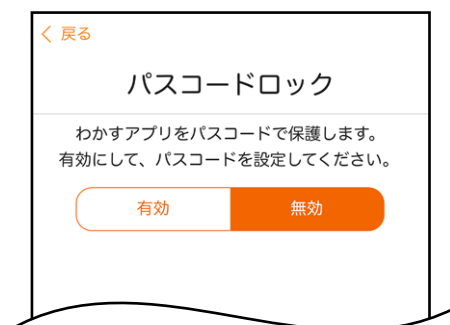 戻る
パスコードロック
わかすアプリをパスコードで保護します。
有効にして、パスコードを設定してください。
有効
無効